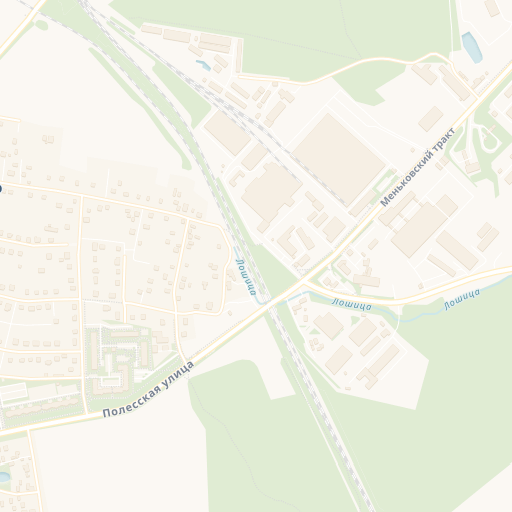 Меньковский тракт
Лошица
Лошица
Лошица
Полесская улица